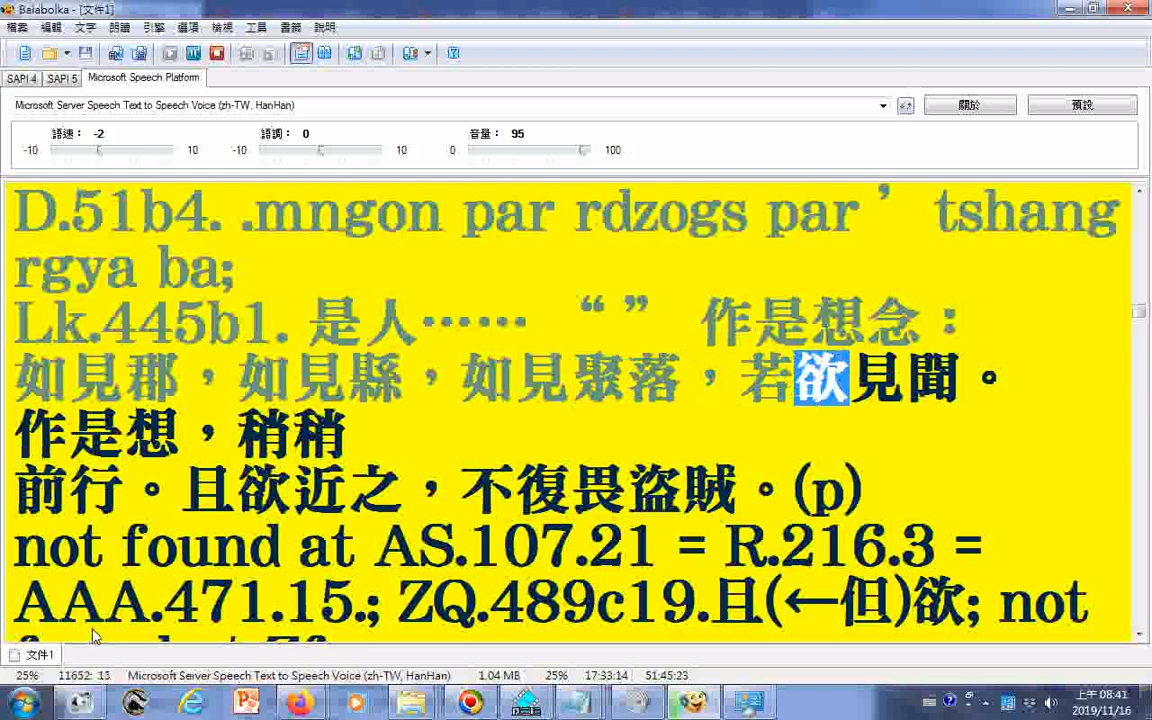 Balabolka - [文件1]
檔案 編輯 文字 朗讀 引擎 選項 檢視 工具 書籤 說明
SAPI 4 SAPI 5 Microsoft Speech Platform
Microsoft Server Speech Text to Speech Voice (zh-TW, HanHan) 關於 預設
語速： -2 語調： 0 音量： 95
-10 10 -10 10 0 100
D.51b4. .mngon par rdzogs par ’ tshang
rgya ba;
Lk.445b1. 是人…… “ ” 作是想念：
如見郡，如見縣，如見聚落，若欲見聞。
作是想，稍稍
前行。且欲近之，不復畏盜賊。(p)
not found at AS.107.21 = R.216.3 =
AAA.471.15.; ZQ.489c19.且(←但)欲; not
文件1
25% 11652: 13 Microsoft Server Speech Text to Speech Voice (zh-TW, HanHan) 1.04 MB 25% 17:33:14 51:45:23
上午 08:41
2019/11/16